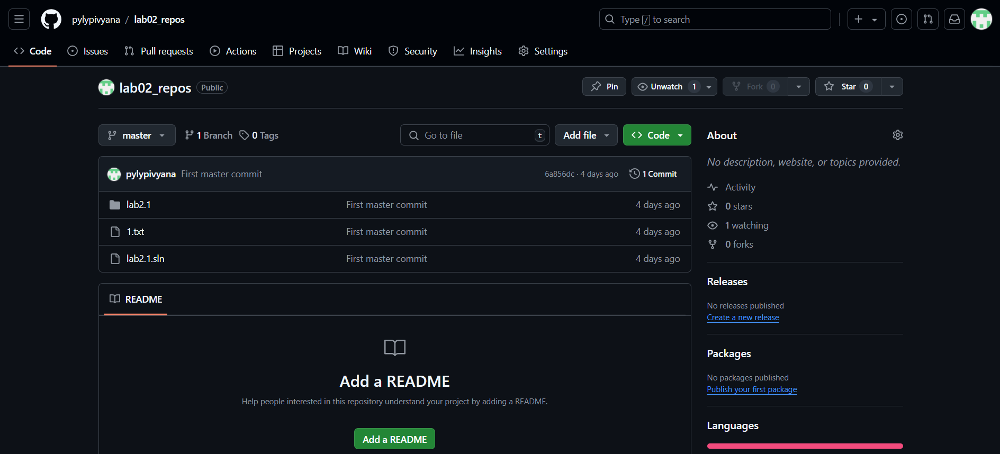 pylypivyana / lab02_repos
Type / to search
Code Issues Pull requests Actions Projects Wiki Security Insights Settings
lab02_repos Public
Pin Unwatch 1 Fork 0 Star 0
master 1 Branch 0 Tags
Go to file t Add file Code
pylypivyana First master commit 6a856dc · 4 days ago 1 Commit
lab2.1 First master commit 4 days ago
1.txt First master commit 4 days ago
lab2.1.sln First master commit 4 days ago
README
Add a README
Help people interested in this repository understand your project by adding a README.
Add a README
About
No description, website, or topics provided.
Activity
0 stars
1 watching
0 forks
Releases
No releases published
Create a new release
Packages
No packages published
Publish your first package
Languages